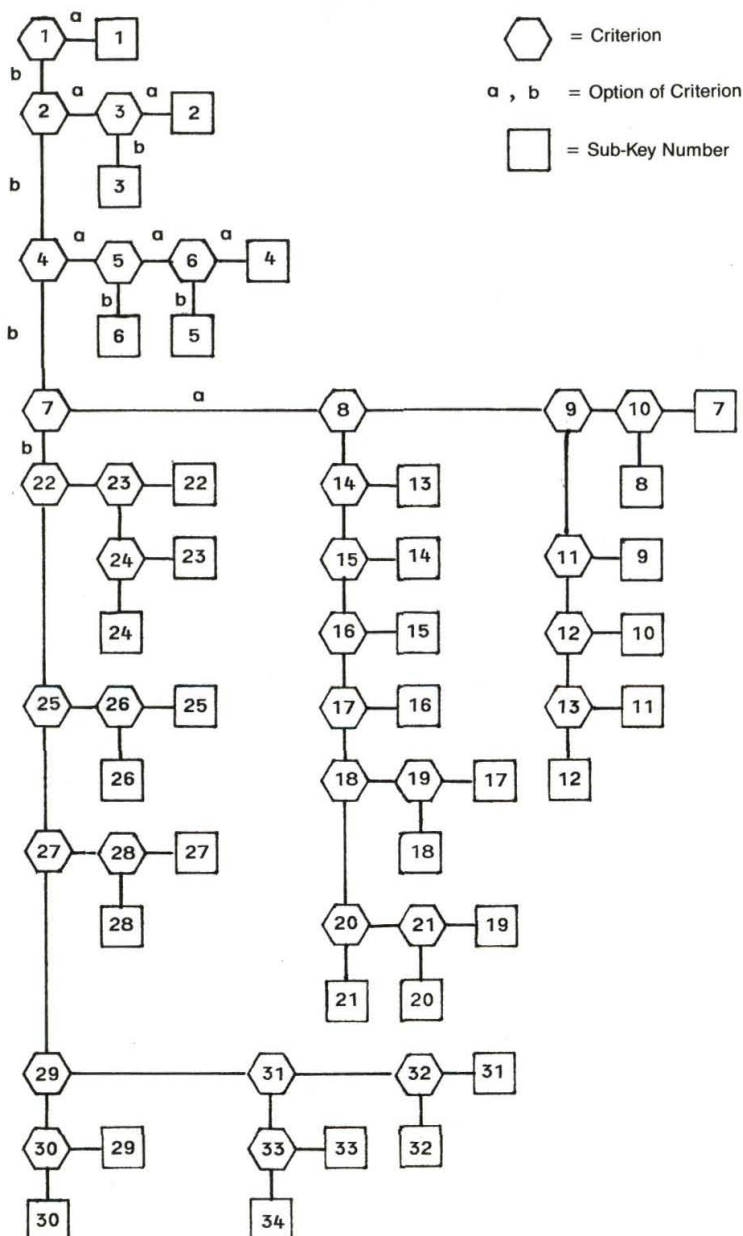 a
1 1
= Criterion
b
a a
a , b = Option of Criterion
2 3 2
b
= Sub-Key Number
3
b
a a a
4 5 6 4
b b
6 5
b
a
7 8 9 10 7
b
22 23 22 14 13 8
24 23 15 14 11 9
24 16 15 12 10
25 26 25 17 16 13 11
26 18 19 17 12
27 28 27 18
28 20 21 19
21 20
29 31 32 31
30 29 33 33 32
30 34